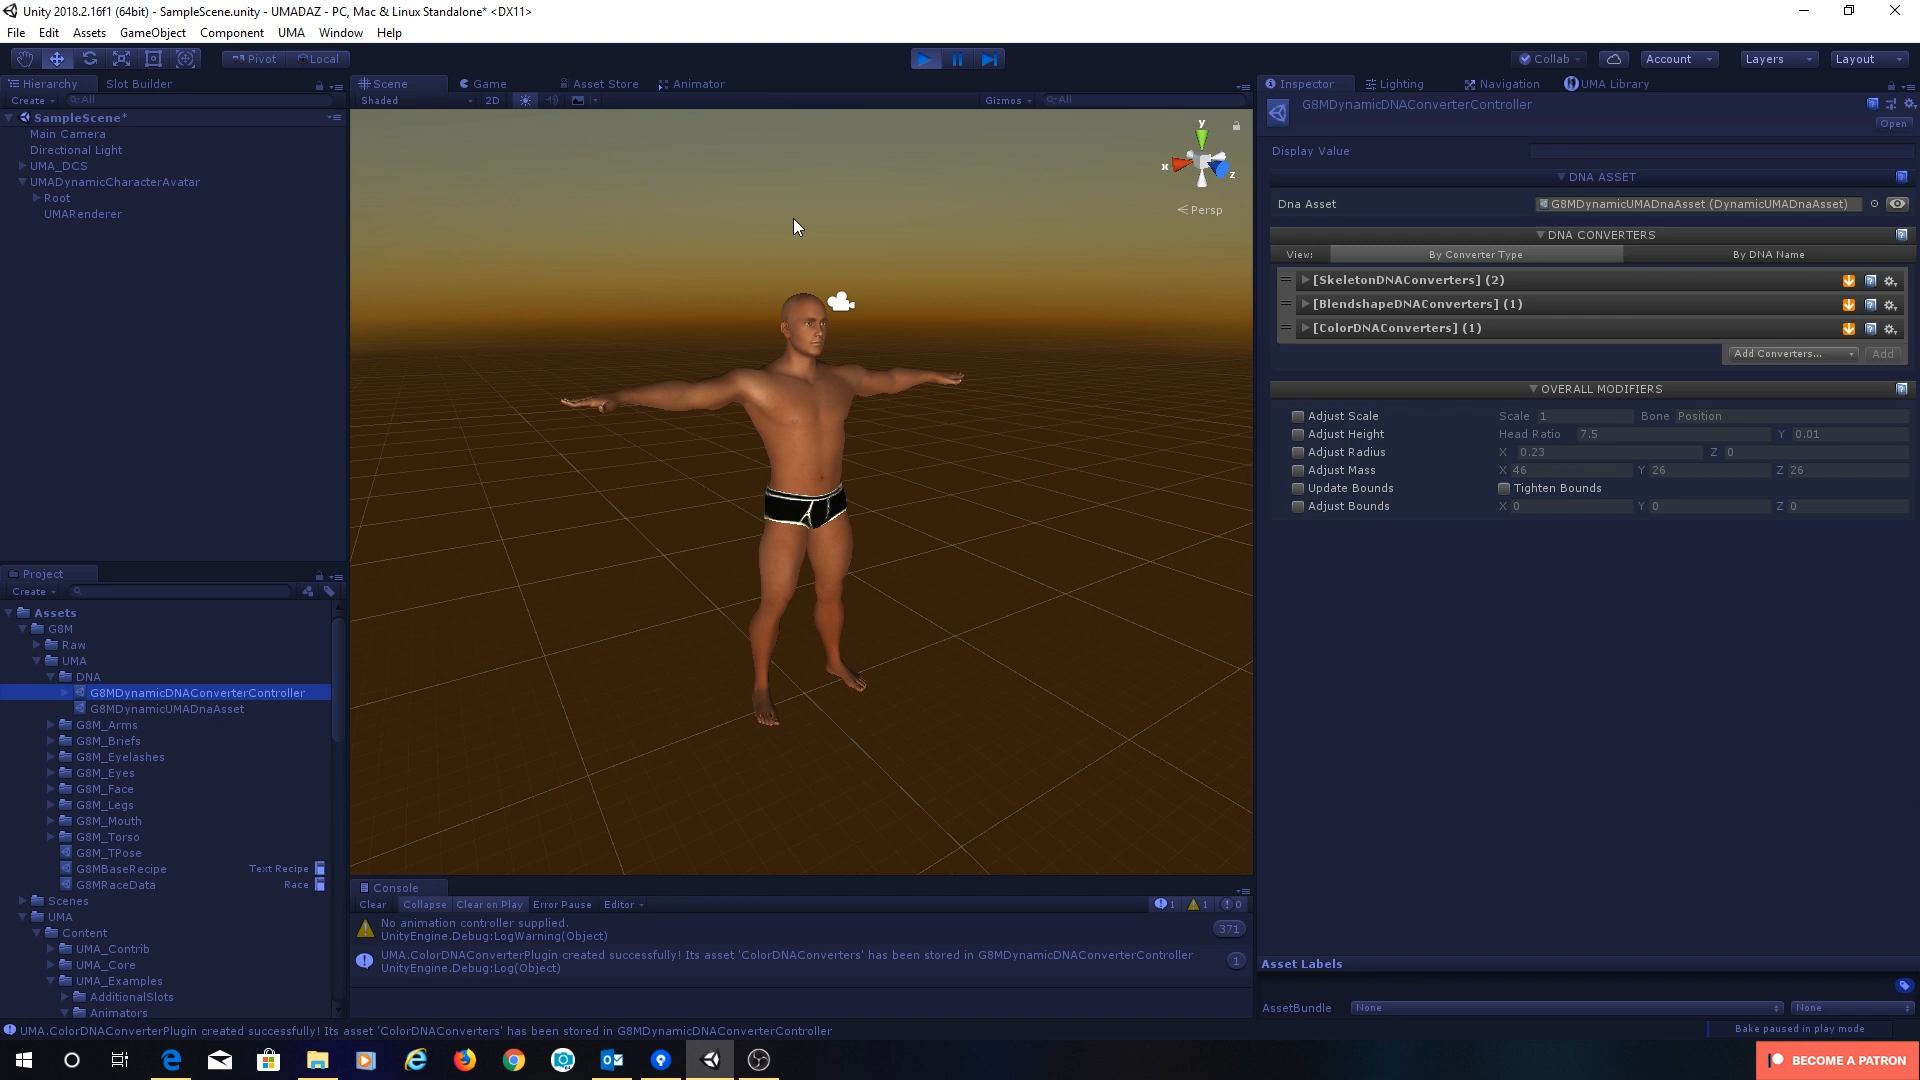 Unity 2018.2.16f1 (64bit) - SampleScene.unity - UMADAZ - PC, Mac & Linux Standalone* <DX11>
File Edit Assets GameObject Component UMA Window Help
Pivot Local Collab Account Layers Layout
Hierarchy Slot Builder
Create All
SampleScene*
Main Camera
Directional Light
UMA_DCS
UMADynamicCharacterAvatar
Root
UMARenderer
Scene Game Asset Store Animator
Shaded 2D Gizmos All
y
x
z
Persp
Project
Create
Assets
G8M
Raw
UMA
DNA
G8MDynamicDNAConverterController
G8MDynamicUMADnaAsset
G8M_Arms
G8M_Briefs
G8M_Eyelashes
G8M_Eyes
G8M_Face
G8M_Legs
G8M_Mouth
G8M_Torso
G8M_TPose
G8MBaseRecipe Text Recipe
G8MRaceData Race
Scenes
UMA
Content
UMA_Contrib
UMA_Core
UMA_Examples
AdditionalSlots
Animators
Console
Clear Collapse Clear on Play Error Pause Editor 1 1 0
No animation controller supplied.
UnityEngine.Debug:LogWarning(Object)
371
UMA.ColorDNAConverterPlugin created successfully! Its asset 'ColorDNAConverters' has been stored in G8MDynamicDNAConverterController
UnityEngine.Debug:Log(Object)
1
Inspector Lighting Navigation UMA Library
G8MDynamicDNAConverterController
Open
Display Value
DNA ASSET
Dna Asset G8MDynamicUMADnaAsset (DynamicUMADnaAsset)
DNA CONVERTERS
View: By Converter Type By DNA Name
[SkeletonDNAConverters] (2)
[BlendshapeDNAConverters] (1)
[ColorDNAConverters] (1)
Add Converters... Add
OVERALL MODIFIERS
Adjust Scale Scale 1 Bone Position
Adjust Height Head Ratio 7.5 Y 0.01
Adjust Radius X 0.23 Z 0
Adjust Mass X 46 Y 26 Z 26
Update Bounds Tighten Bounds
Adjust Bounds X 0 Y 0 Z 0
Asset Labels
AssetBundle None None
UMA.ColorDNAConverterPlugin created successfully! Its asset 'ColorDNAConverters' has been stored in G8MDynamicDNAConverterController
Bake paused in play mode
BECOME A PATRON